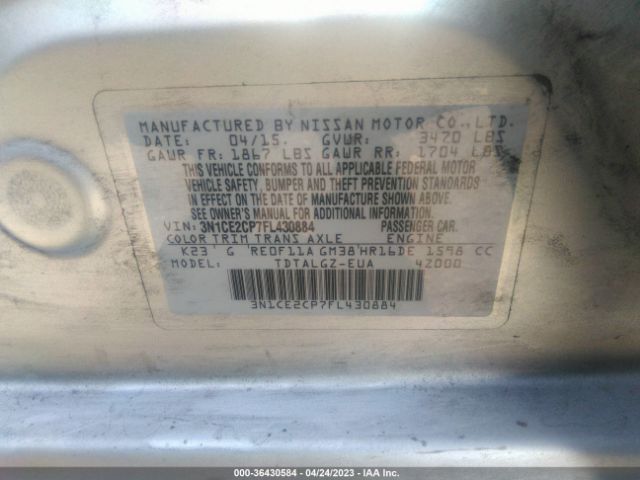 MANUFACTURED BY NISSAN MOTOR CO., LTD.
DATE: 04/15. GVWR: 3470 LBS
GAWR FR: 1867 LBS GAWR RR: 1704 LBS
THIS VEHICLE CONFORMS TO ALL APPLICABLE FEDERAL MOTOR
VEHICLE SAFETY, BUMPER AND THEFT PREVENTION STANDARDS
IN EFFECT ON THE DATE OF MANUFACTURE SHOWN ABOVE.
SEE OWNER'S MANUAL FOR ADDITIONAL INFORMATION.
VIN: 3N1CE2CP7FL430884 PASSENGER CAR.
COLOR TRIM TRANS AXLE ENGINE
K23 G RE0F11A GM38 HR16DE 1598 CC
MODEL: TDTALGZ-EUA 42000
3N1CE2CP7FL430884
000-36430584 - 04/24/2023 - IAA Inc.